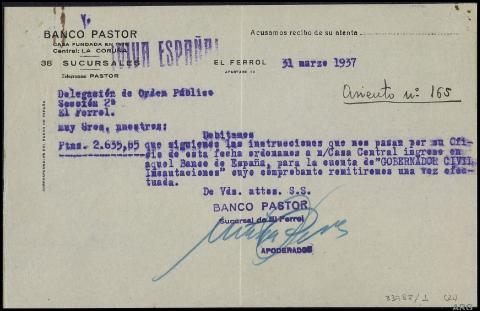 BANCO PASTOR
CASA FUNDADA EN 1776
Central: LA CORUÑA
38 SUCURSALES
Telegramas PASTOR
ESPAÑA!
Acusamos recibo de su atenta
EL FERROL
APARTADO
31 marzo 1937
Asiento nº 165
Delegación de Orden Público
Sección 2ª
El Ferrol.
Muy Sres. nuestros:
Debitamos
Ptas. 2.635,65 que siguiendo las instrucciones que nos pasan por su Ofi-
cio de esta fecha ordenamos a n/Casa Central ingrese en
aquel Banco de España, para la cuenta de "GOBERNADOR CIVIL
Incautaciones" cuyo comprobante remitiremos una vez efec-
tuada.
De Vds. attos. S.S.
BANCO PASTOR
Sucursal de El Ferrol
APODERADOS